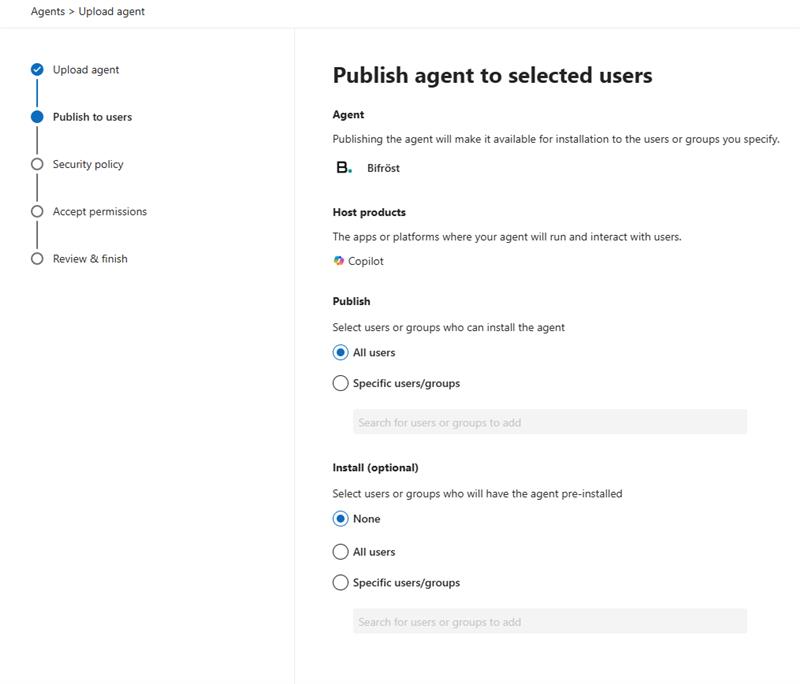 Agents > Upload agent
Upload agent
Publish to users
Security policy
Accept permissions
Review & finish
Publish agent to selected users
Agent
Publishing the agent will make it available for installation to the users or groups you specify.
B. Bifröst
Host products
The apps or platforms where your agent will run and interact with users.
Copilot
Publish
Select users or groups who can install the agent
All users
Specific users/groups
Search for users or groups to add
Install (optional)
Select users or groups who will have the agent pre-installed
None
All users
Specific users/groups
Search for users or groups to add